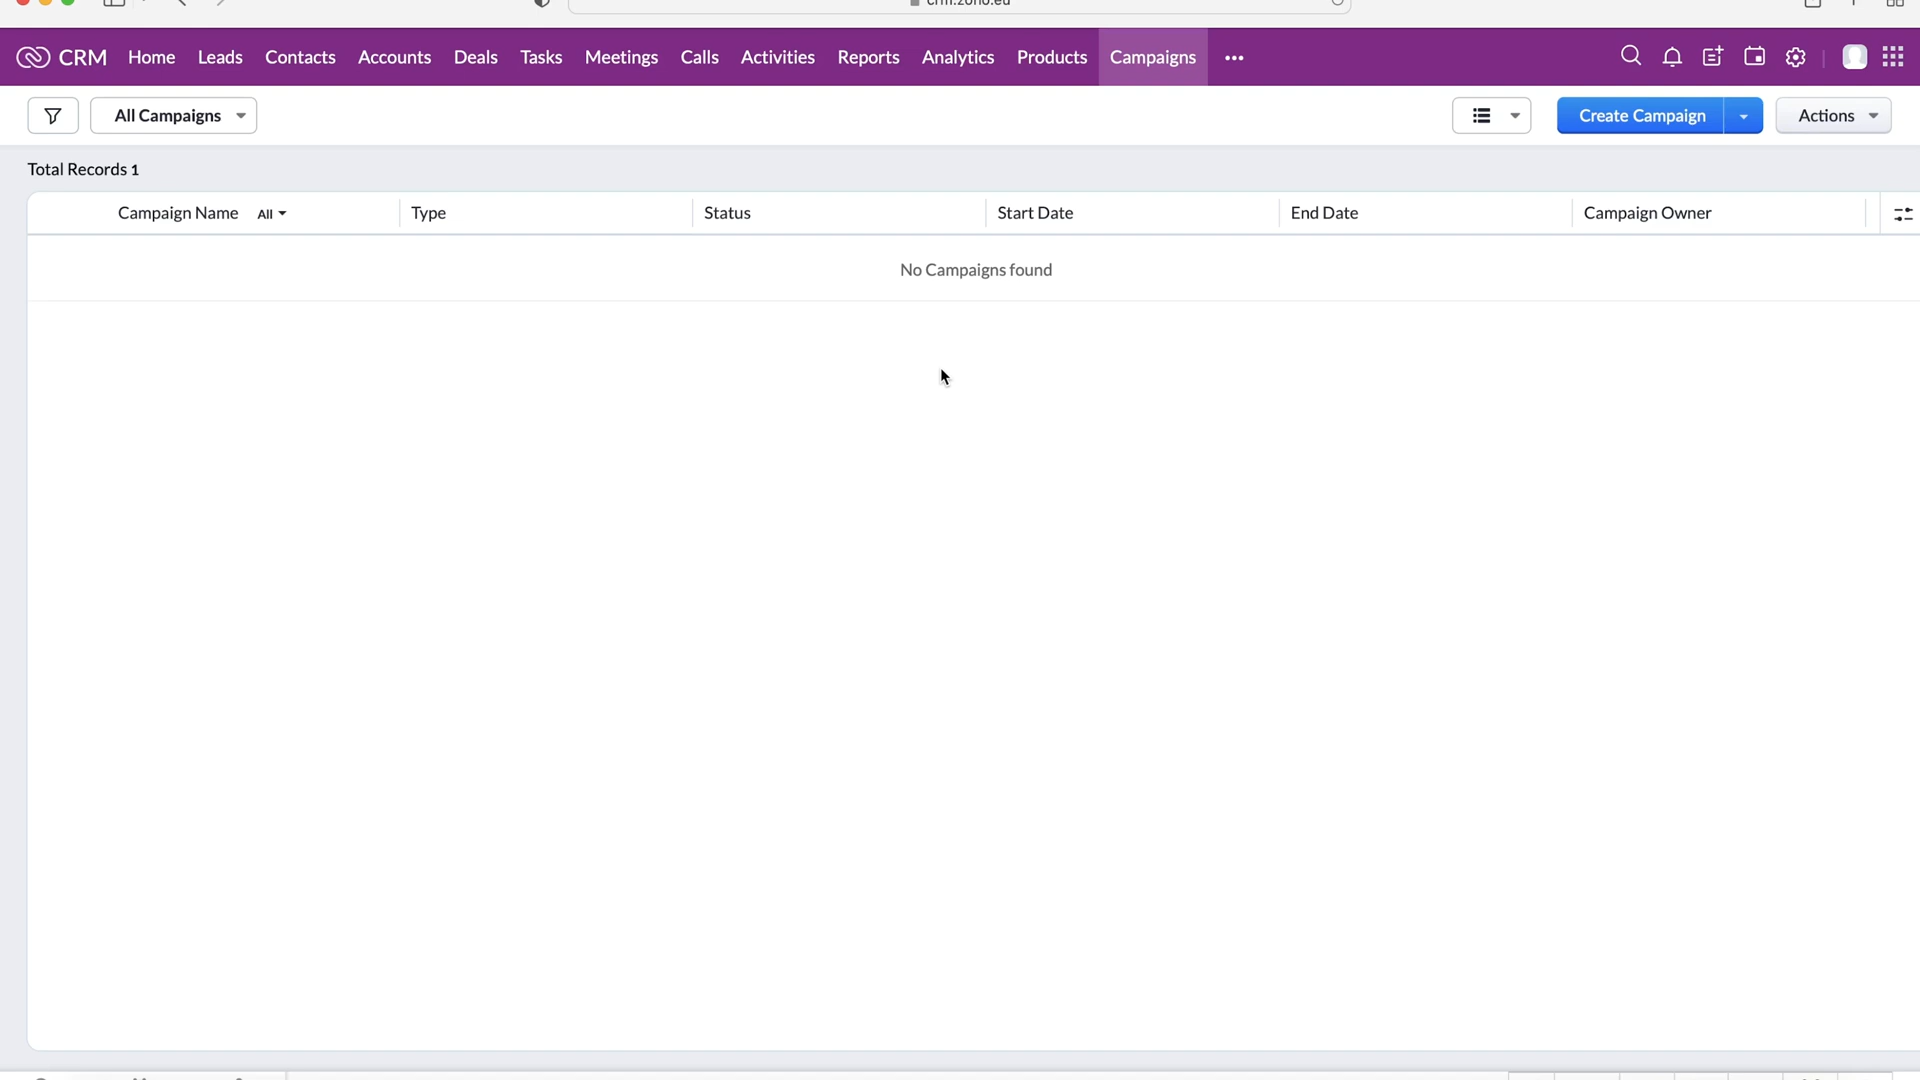 CRM Home Leads Contacts Accounts Deals Tasks Meetings Calls Activities Reports Analytics Products Campaigns
All Campaigns Create Campaign Actions
Total Records 1
Campaign Name All Type Status Start Date End Date Campaign Owner
No Campaigns found